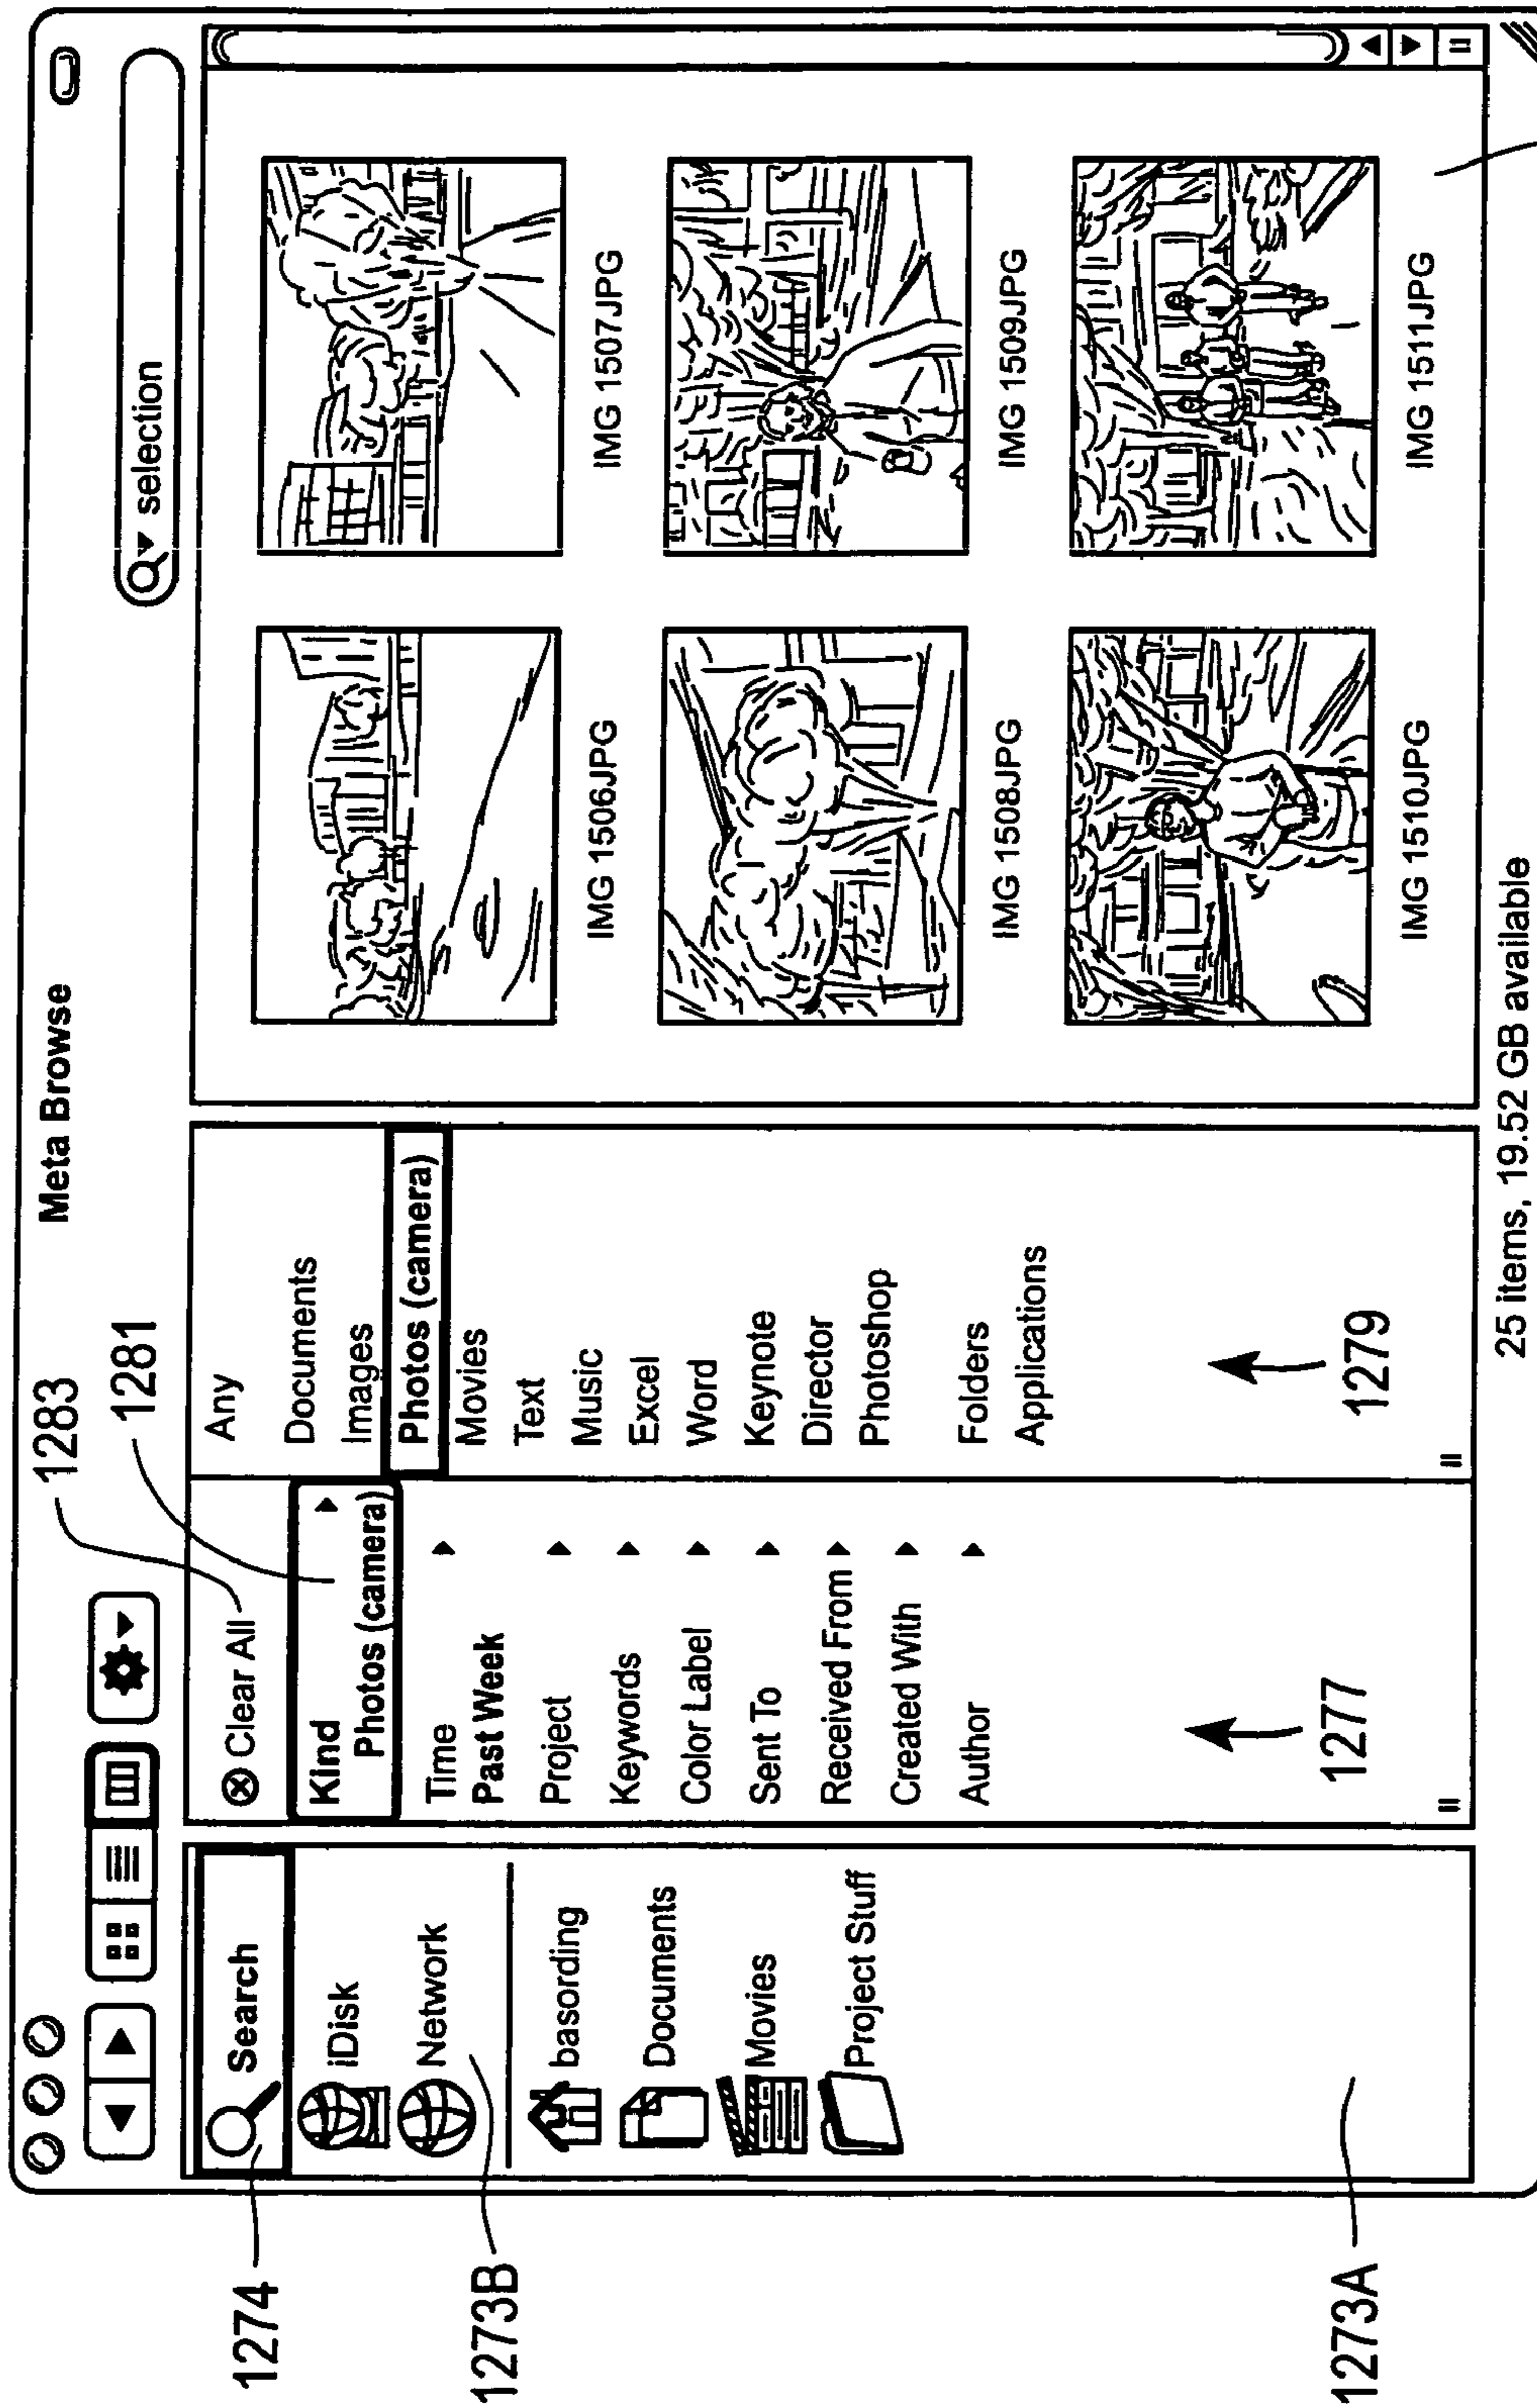 Meta Browse
selection
1283
1281
1274
1273B
1273A
Search
iDisk
Network
basording
Documents
Movies
Project Stuff
Clear All
Kind
Photos (camera)
Time
Past Week
Project
Keywords
Color Label
Sent To
Received From
Created With
Author
1277
Any
Documents
Images
Photos (camera)
Movies
Text
Music
Excel
Word
Keynote
Director
Photoshop
Folders
Applications
1279
IMG 1506JPG
IMG 1507JPG
IMG 1508JPG
IMG 1509JPG
IMG 1510JPG
IMG 1511JPG
25 items, 19.52 GB available